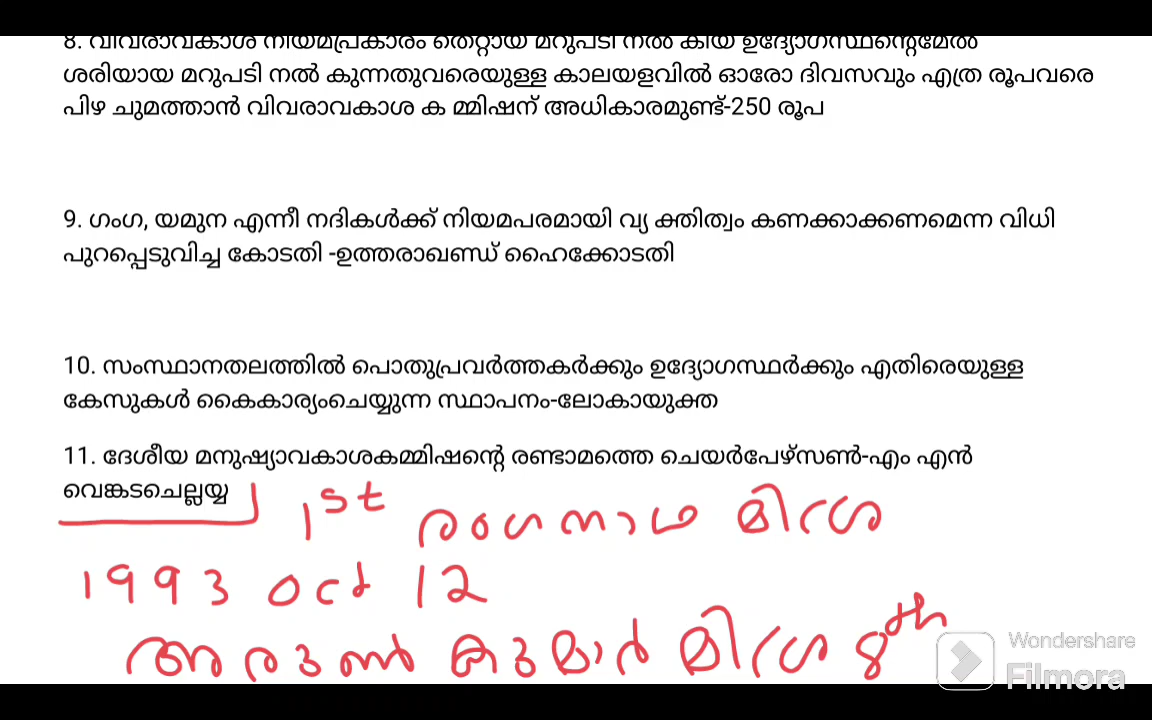 8. വിവരാവകാശ നിയമപ്രകാരം തെറ്റായ മറുപടി നൽ കിയ ഉദ്യോഗസ്ഥന്റെമേൽ
ശരിയായ മറുപടി നൽ കുന്നതുവരെയുള്ള കാലയളവിൽ ഓരോ ദിവസവും എത്ര രൂപവരെ
പിഴ ചുമത്താൻ വിവരാവകാശ ക മ്മിഷന് അധികാരമുണ്ട്-250 രൂപ
9. ഗംഗ, യമുന എന്നീ നദികൾക്ക് നിയമപരമായി വ്യ ക്തിത്വം കണക്കാക്കണമെന്ന വിധി
പുറപ്പെടുവിച്ച കോടതി -ഉത്തരാഖണ്ഡ് ഹൈക്കോടതി
10. സംസ്ഥാനതലത്തിൽ പൊതുപ്രവർത്തകർക്കും ഉദ്യോഗസ്ഥർക്കും എതിരെയുള്ള
കേസുകൾ കൈകാര്യംചെയ്യുന്ന സ്ഥാപനം-ലോകായുക്ത
11. ദേശീയ മനുഷ്യാവകാശകമ്മിഷന്റെ രണ്ടാമത്തെ ചെയർപേഴ്സൺ-എം എൻ
വെങ്കടചെല്ലയ്യ
1st രംഗനാഥ മിശ്ര
1993 oct 12
അരുൺ കുമാർ മിശ്ര 8th
Wondershare
Filmora